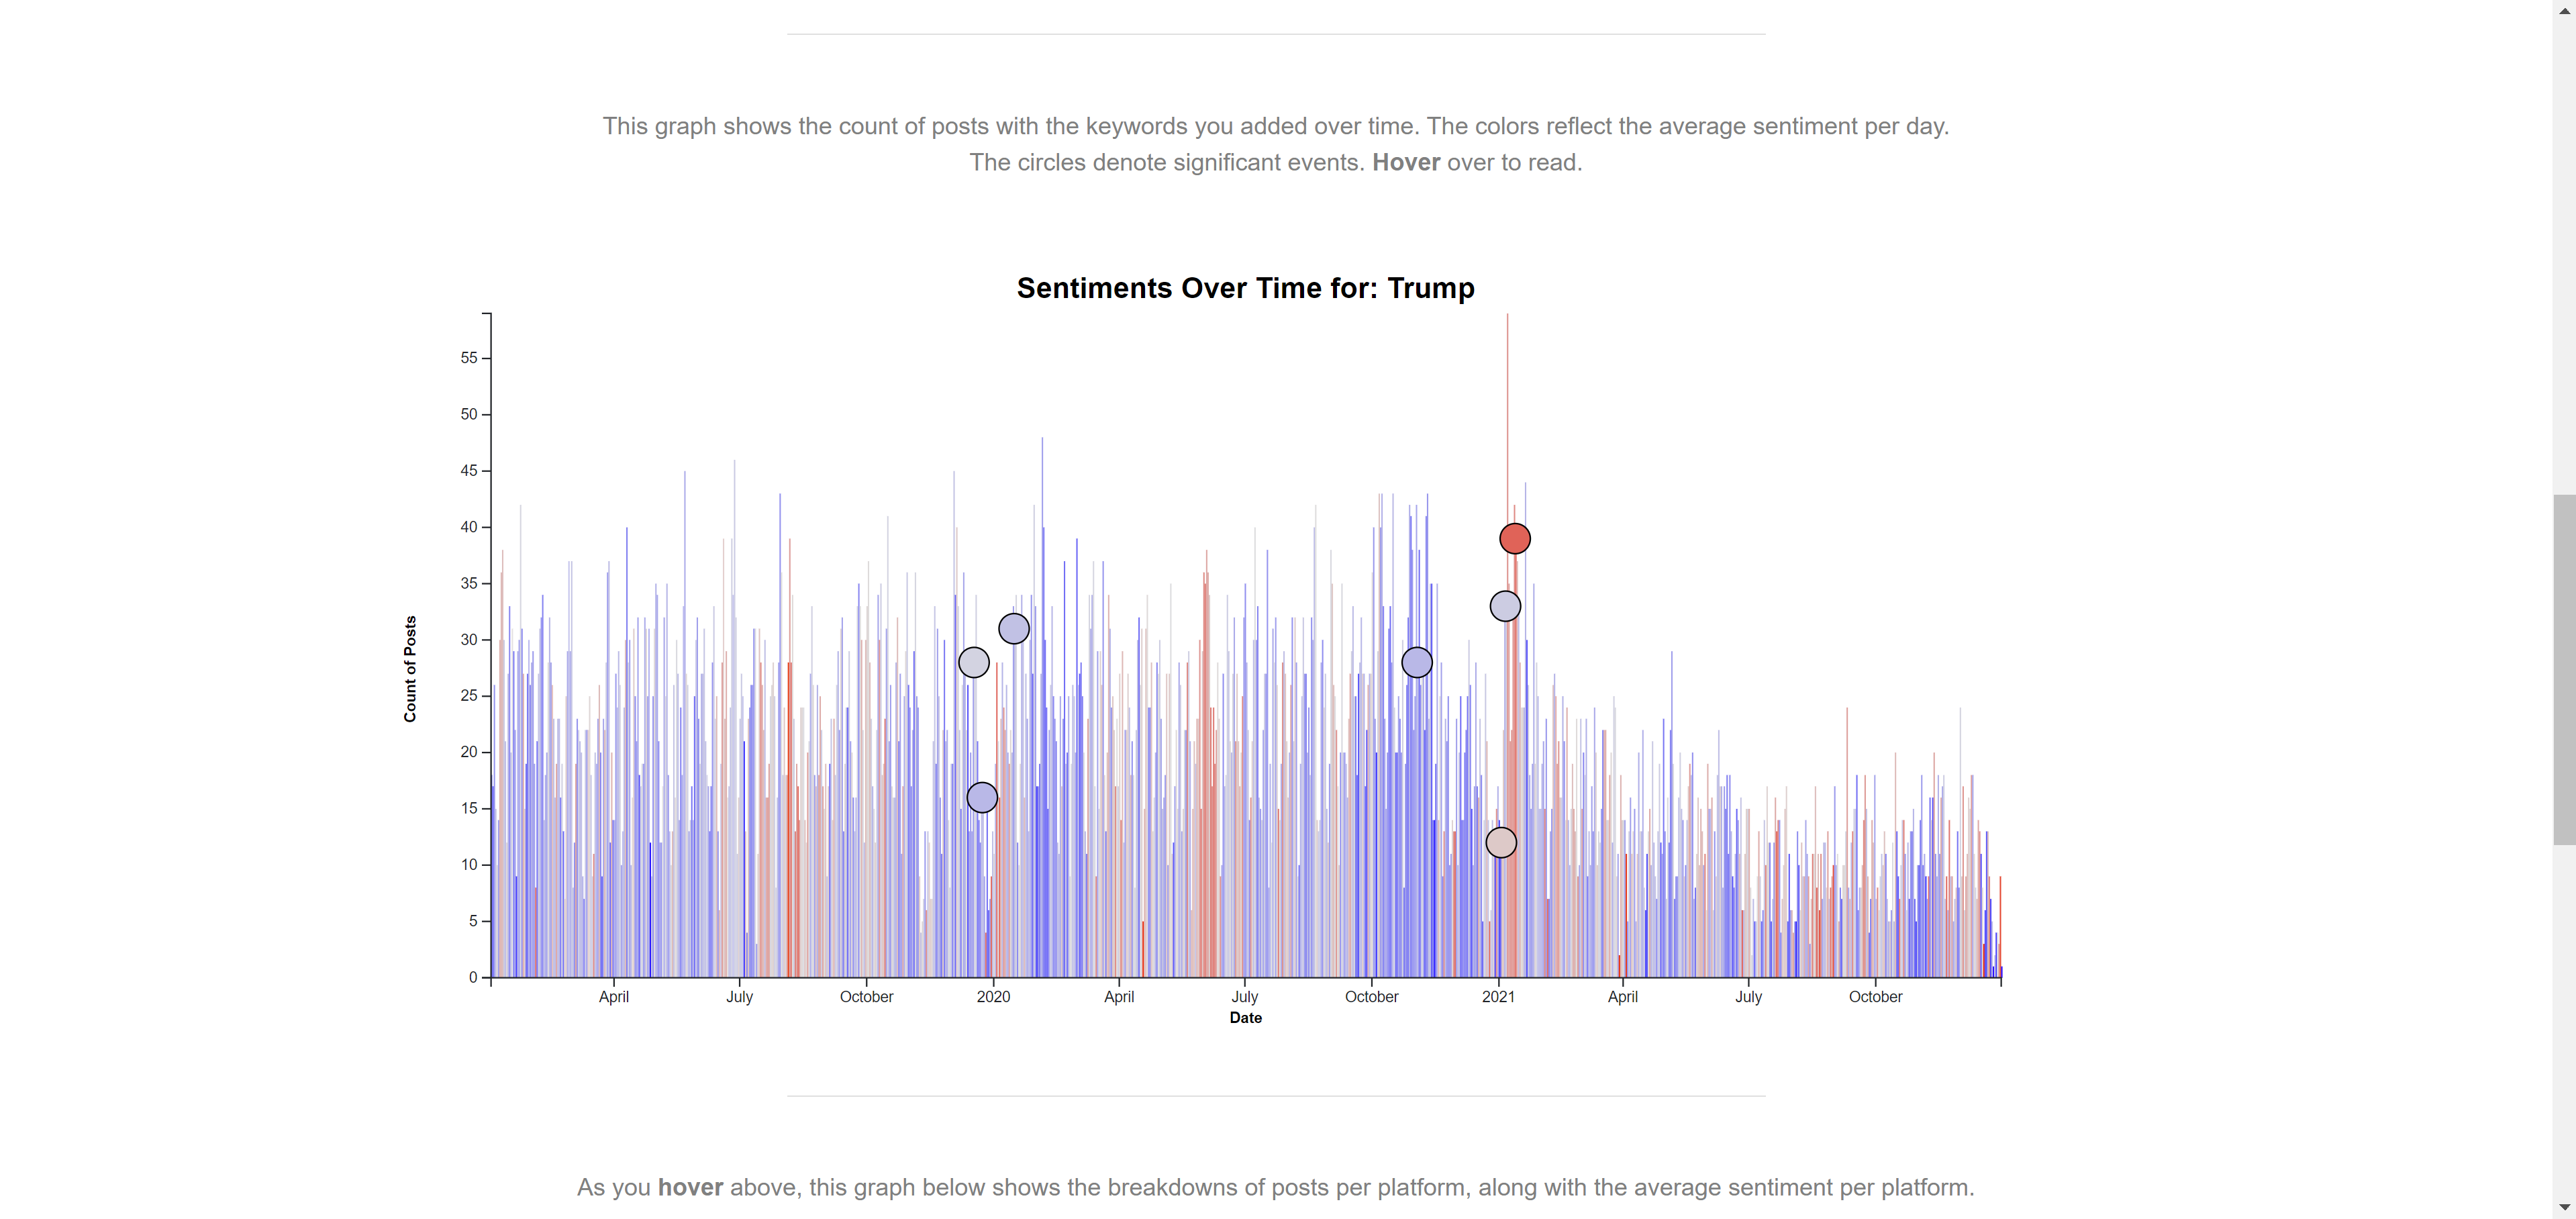 This graph shows the count of posts with the keywords you added over time. The colors reflect the average sentiment per day.
The circles denote significant events. Hover over to read.
Sentiments Over Time for: Trump
55
50
45
40
35
30
25
20
15
10
5
0
Count of Posts
April
July
October
2020
April
July
October
2021
April
July
October
Date
As you hover above, this graph below shows the breakdowns of posts per platform, along with the average sentiment per platform.